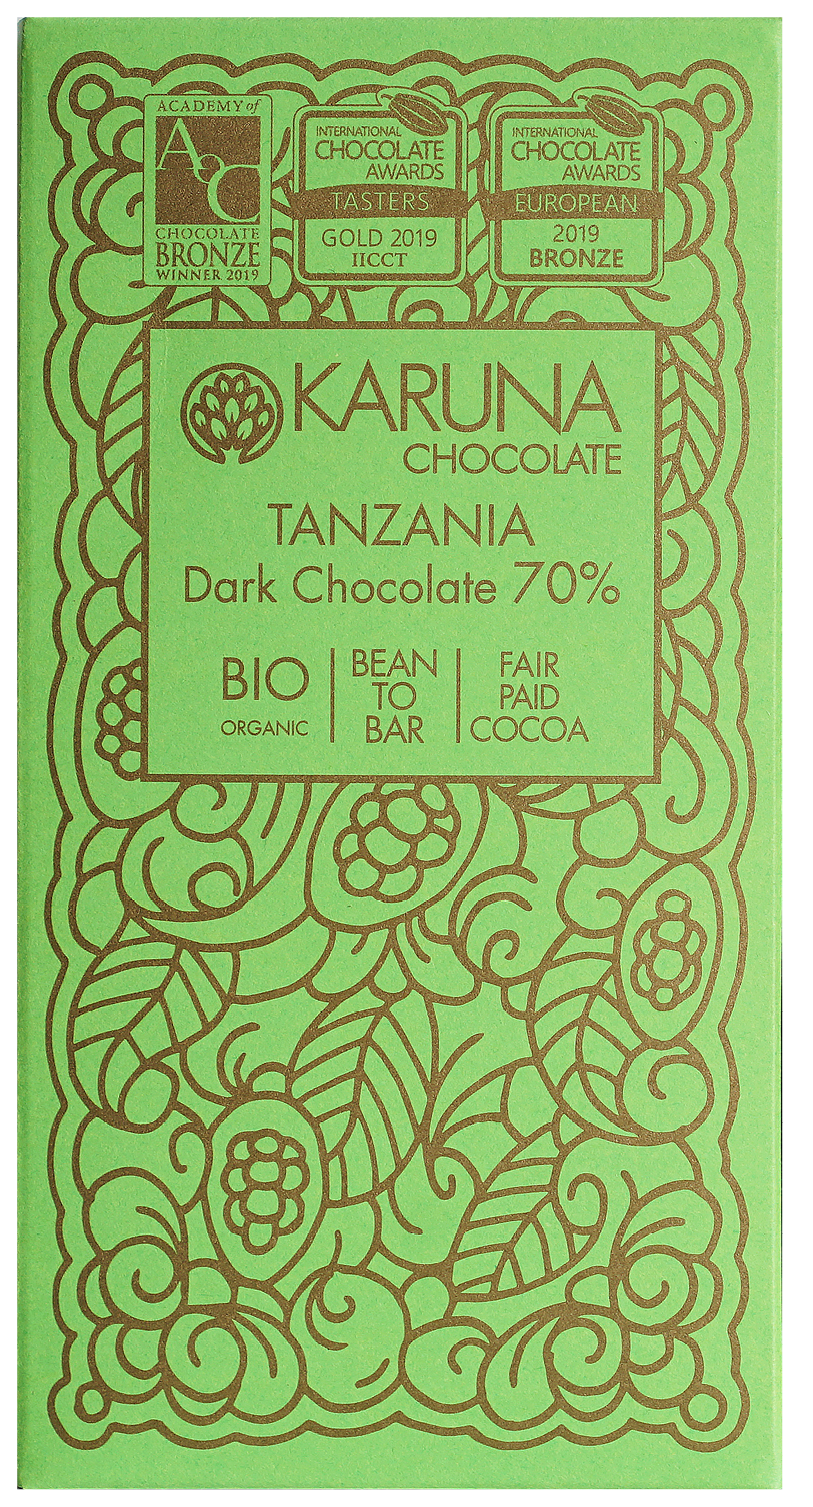 ACADEMY of
AoC
CHOCOLATE
BRONZE
WINNER 2019
INTERNATIONAL
CHOCOLATE
AWARDS
TASTERS
GOLD 2019
IICCT
INTERNATIONAL
CHOCOLATE
AWARDS
EUROPEAN
2019
BRONZE
KARUNA
CHOCOLATE
TANZANIA
Dark Chocolate 70%
BIO
ORGANIC
BEAN
TO
BAR
FAIR
PAID
COCOA